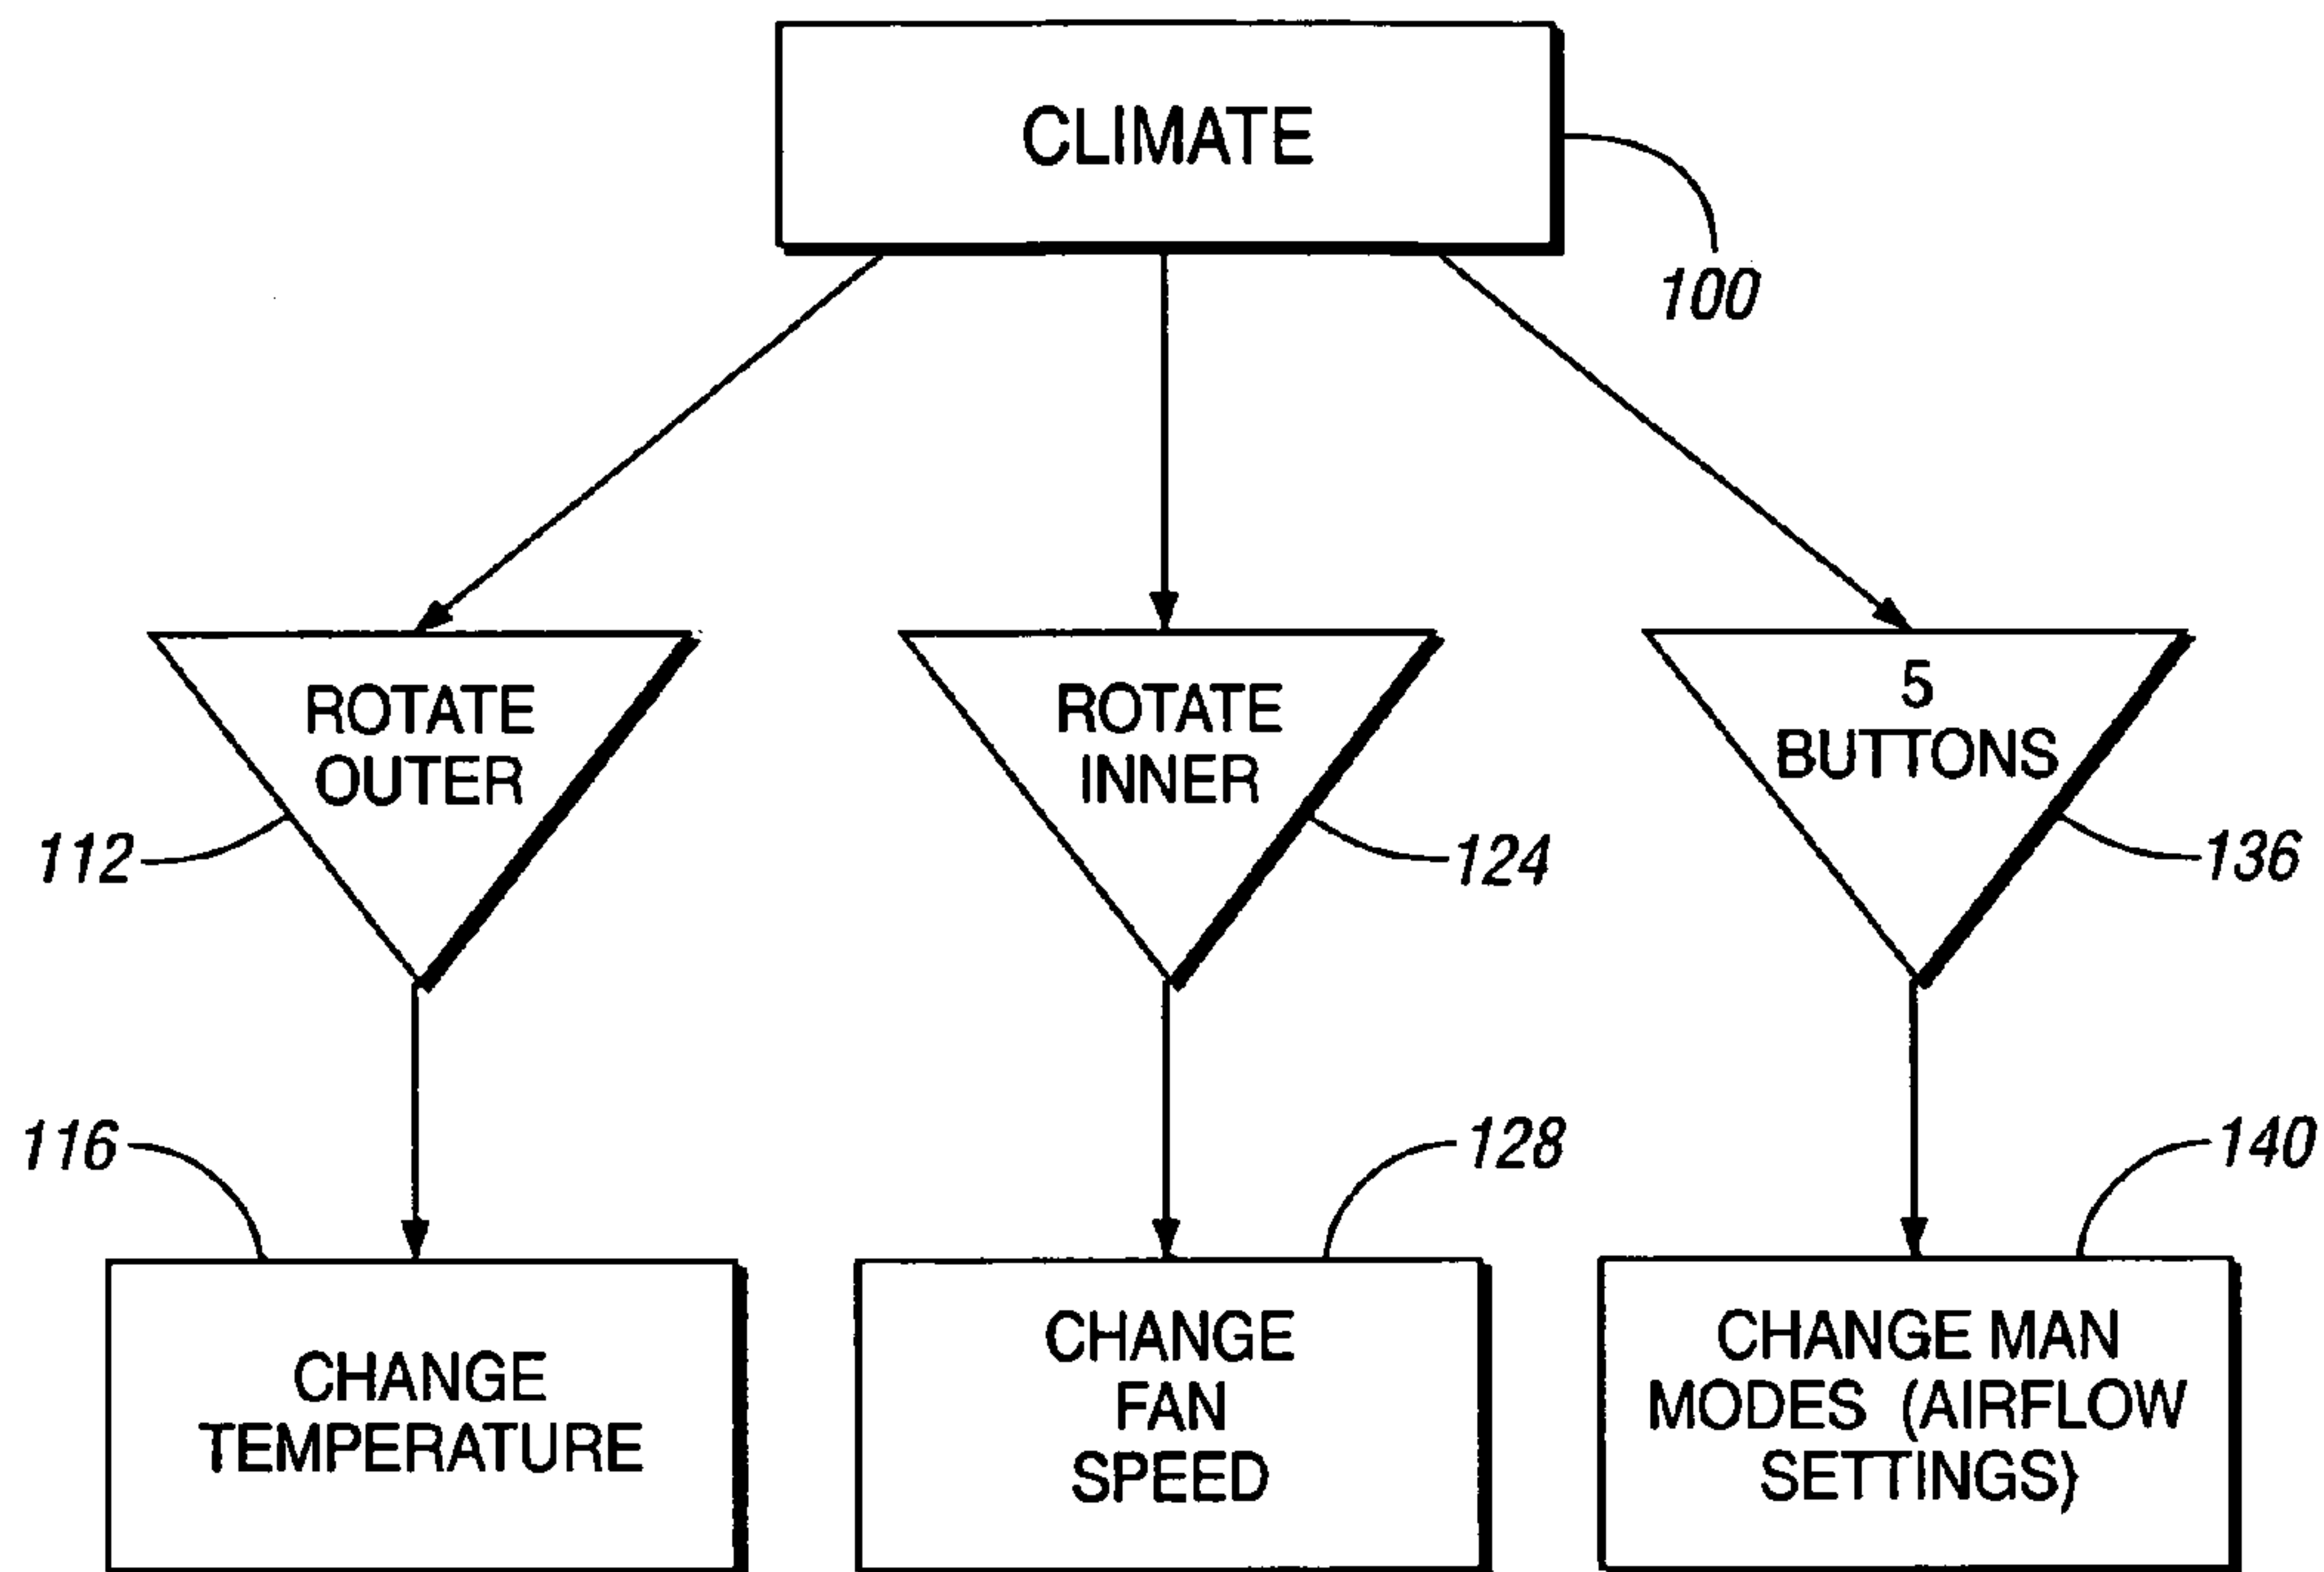 CLIMATE
100
ROTATE
OUTER
112
ROTATE
INNER
124
5
BUTTONS
136
116
CHANGE
TEMPERATURE
128
CHANGE
FAN
SPEED
140
CHANGE MAN
MODES (AIRFLOW
SETTINGS)